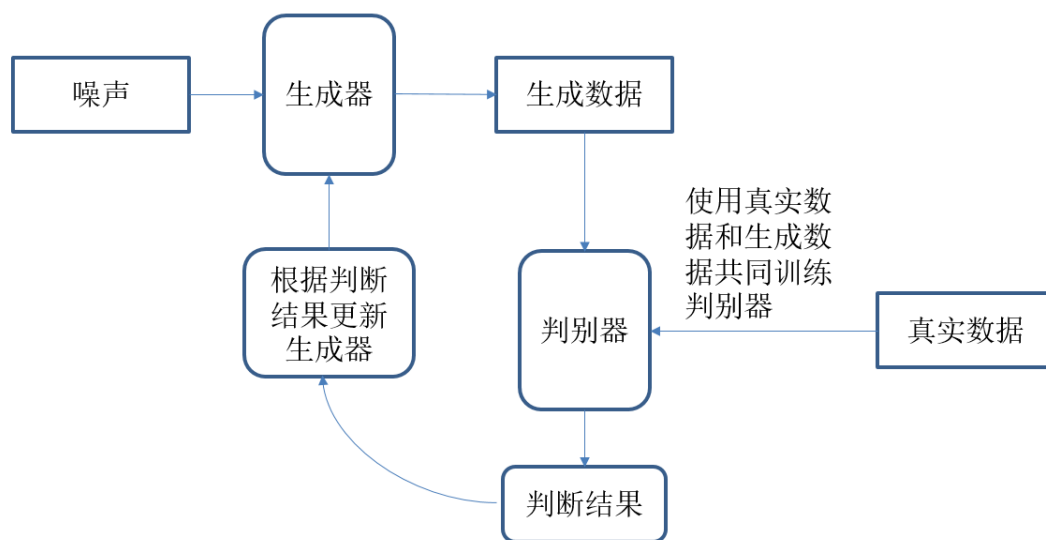 噪声
生成器
生成数据
使用真实数
据和生成数
据共同训练
判别器
根据判断
结果更新
生成器
判别器
真实数据
判断结果